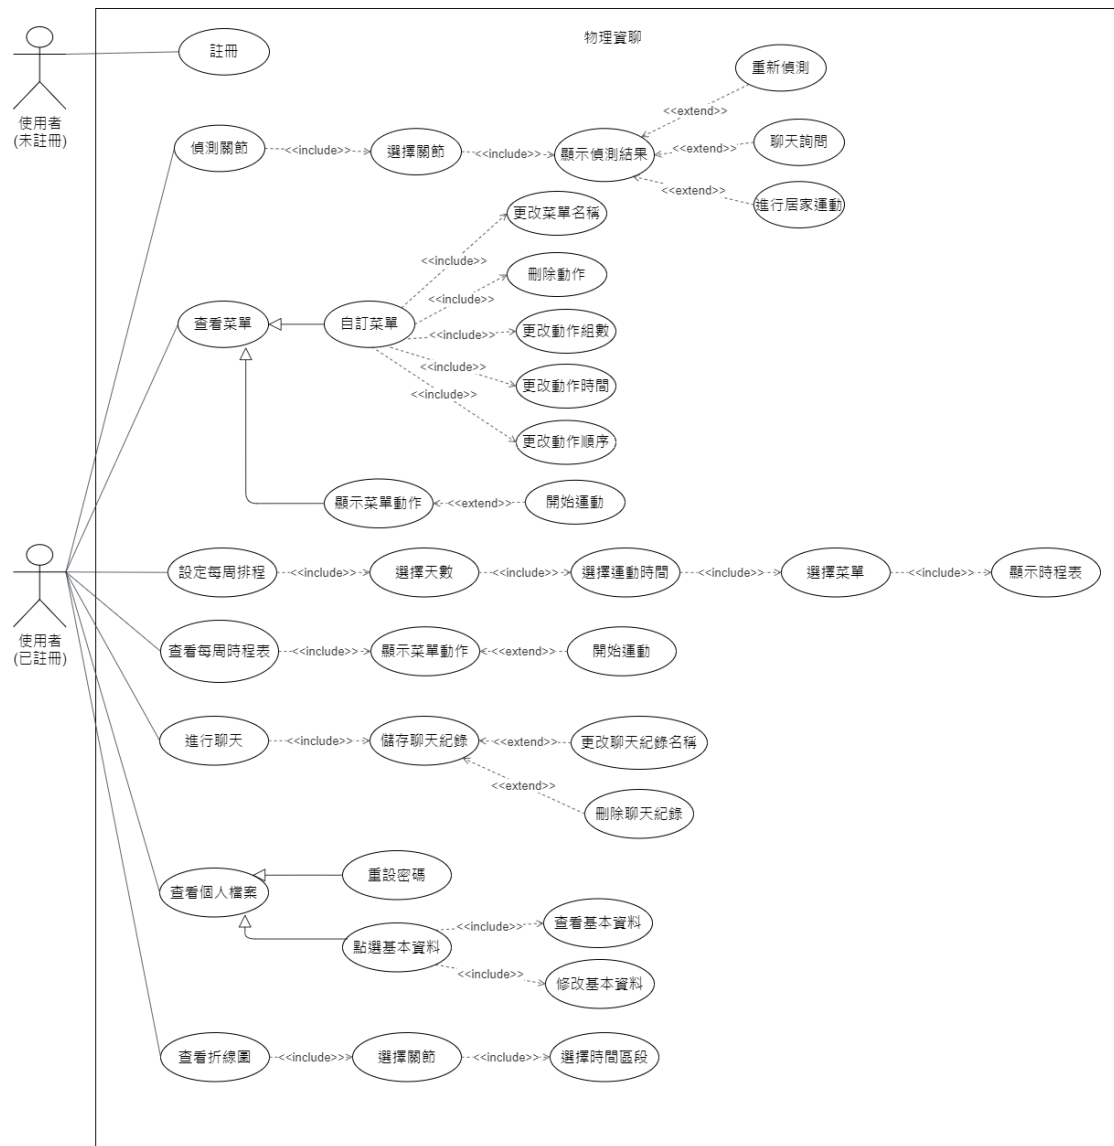 物理資聊
註冊
使用者
(未註冊)
重新偵測
<<extend>>
偵測關節
<<include>>
選擇關節
<<include>>
顯示偵測結果
<<extend>>
聊天詢問
<<extend>>
進行居家運動
更改菜單名稱
<<include>>
刪除動作
<<include>>
查看菜單
自訂菜單
<<include>>
更改動作組數
<<include>>
更改動作時間
<<include>>
更改動作順序
顯示菜單動作
<<extend>>
開始運動
使用者
(已註冊)
設定每周排程
<<include>>
選擇天數
<<include>>
選擇運動時間
<<include>>
選擇菜單
<<include>>
顯示時程表
查看每周時程表
<<include>>
顯示菜單動作
<<extend>>
開始運動
進行聊天
<<include>>
儲存聊天紀錄
<<extend>>
更改聊天紀錄名稱
<<extend>>
刪除聊天紀錄
查看個人檔案
重設密碼
點選基本資料
<<include>>
查看基本資料
<<include>>
修改基本資料
查看折線圖
<<include>>
選擇關節
<<include>>
選擇時間區段